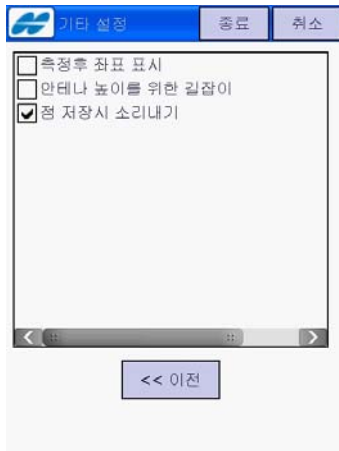 기타 설정
종료
취소
측정후 좌표 표시
안테나 높이를 위한 길잡이
점 저장시 소리내기
<< 이전